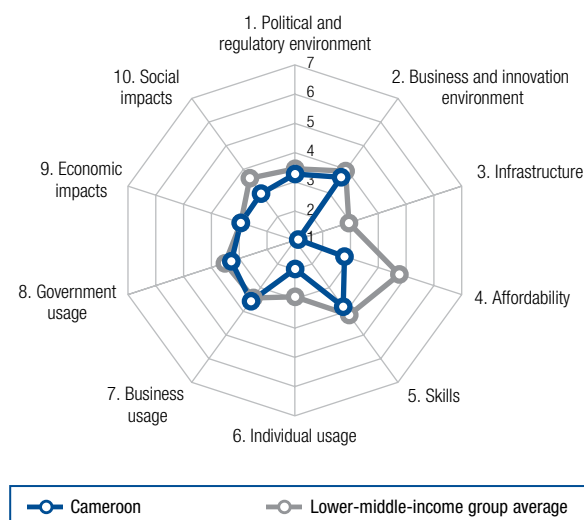 1. Political and
regulatory environment
2. Business and innovation
environment
3. Infrastructure
4. Affordability
5. Skills
6. Individual usage
7. Business
usage
8. Government
usage
9. Economic
impacts
10. Social
impacts
7
6
5
4
3
2
1
Cameroon
Lower-middle-income group average